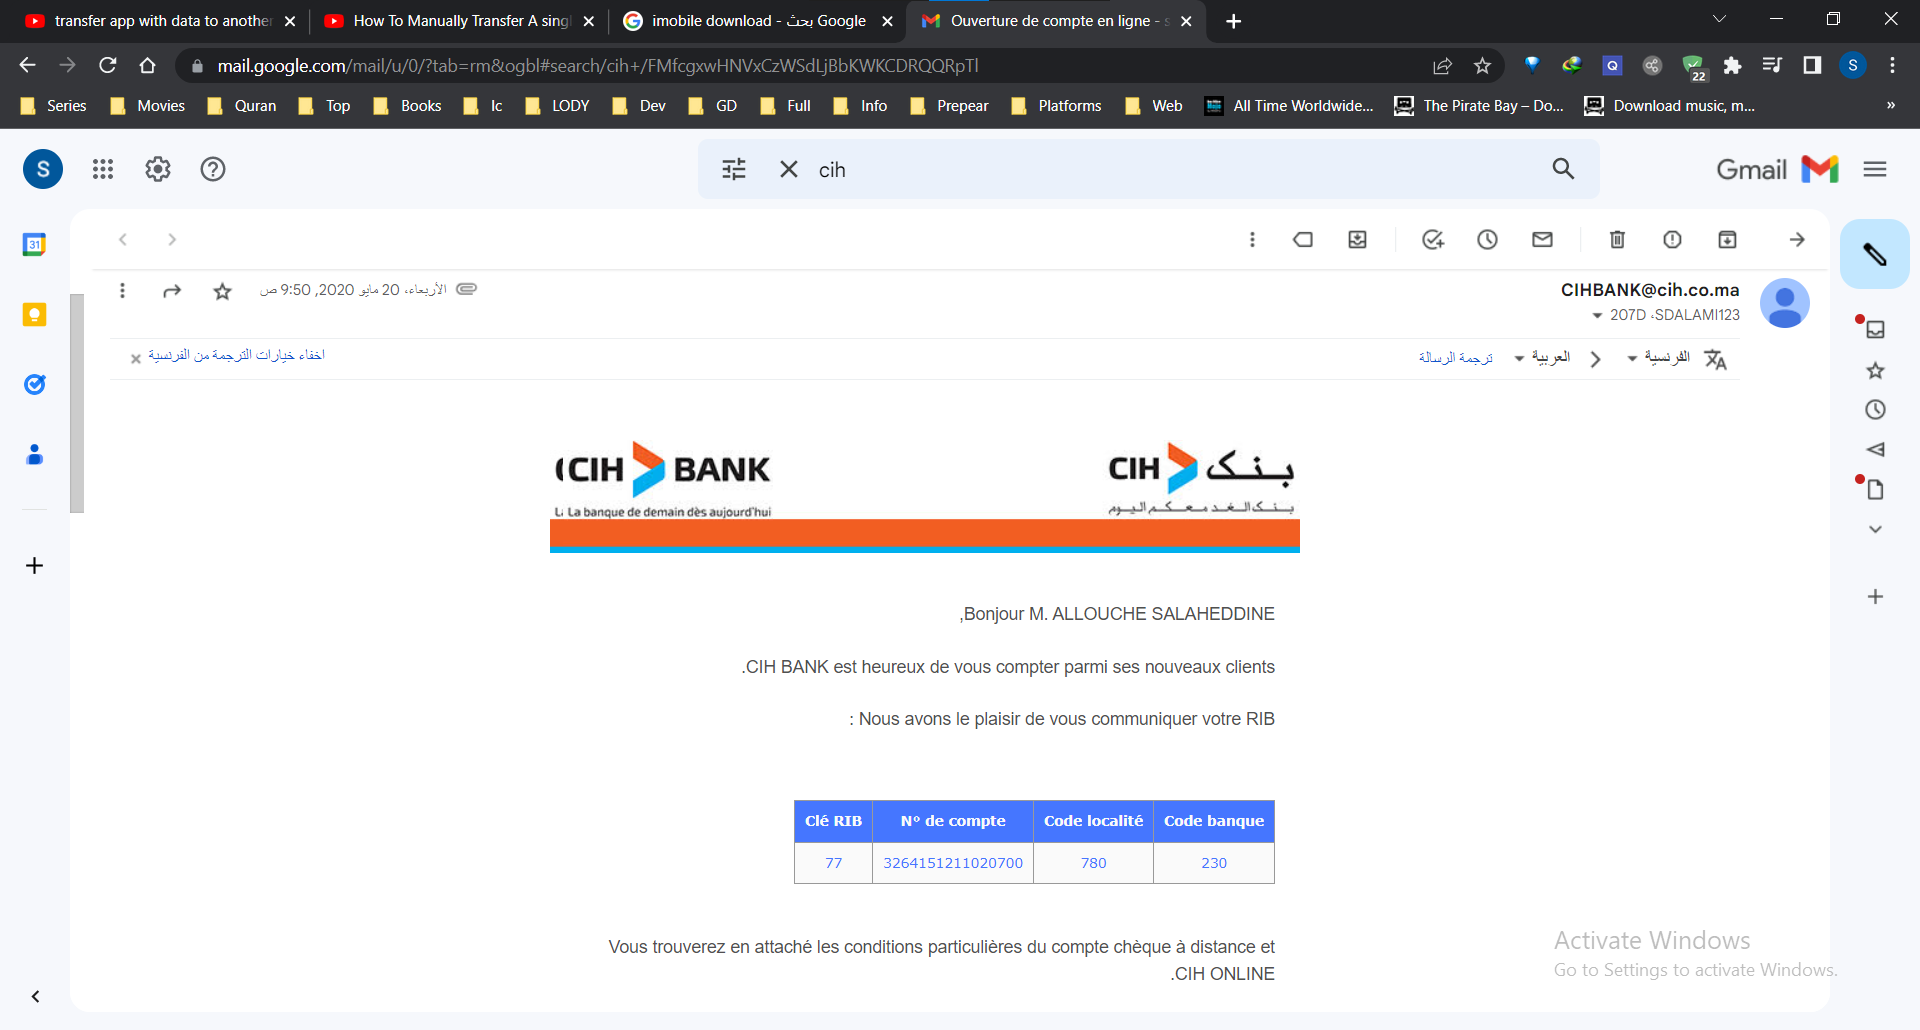 transfer app with data to another
How To Manually Transfer A singl
imobile download - بحث Google
Ouverture de compte en ligne - s
mail.google.com/mail/u/0/?tab=rm&ogbl#search/cih+/FMfcgxwHNVxCzWSdLjBbKWKCDRQQRpTl
Q
22
S
Series
Movies
Quran
Top
Books
Ic
LODY
Dev
GD
Full
Info
Prepear
Platforms
Web
All Time Worldwide...
The Pirate Bay – Do...
Download music, m...
»
S
cih
Gmail
31
الأربعاء، 20 مايو 2020, 9:50 ص
CIHBANK@cih.co.ma
207D ،SDALAMI123
اخفاء خيارات الترجمة من الفرنسية
ترجمة الرسالة
العربية
الفرنسية
CIH BANK
La banque de demain dès aujourd'hui
CIH بنك
بنك الغد معكم اليوم
,Bonjour M. ALLOUCHE SALAHEDDINE
.CIH BANK est heureux de vous compter parmi ses nouveaux clients
: Nous avons le plaisir de vous communiquer votre RIB
Clé RIB N° de compte Code localité Code banque
77 3264151211020700 780 230
Vous trouverez en attaché les conditions particulières du compte chèque à distance et
.CIH ONLINE
Activate Windows
Go to Settings to activate Windows.